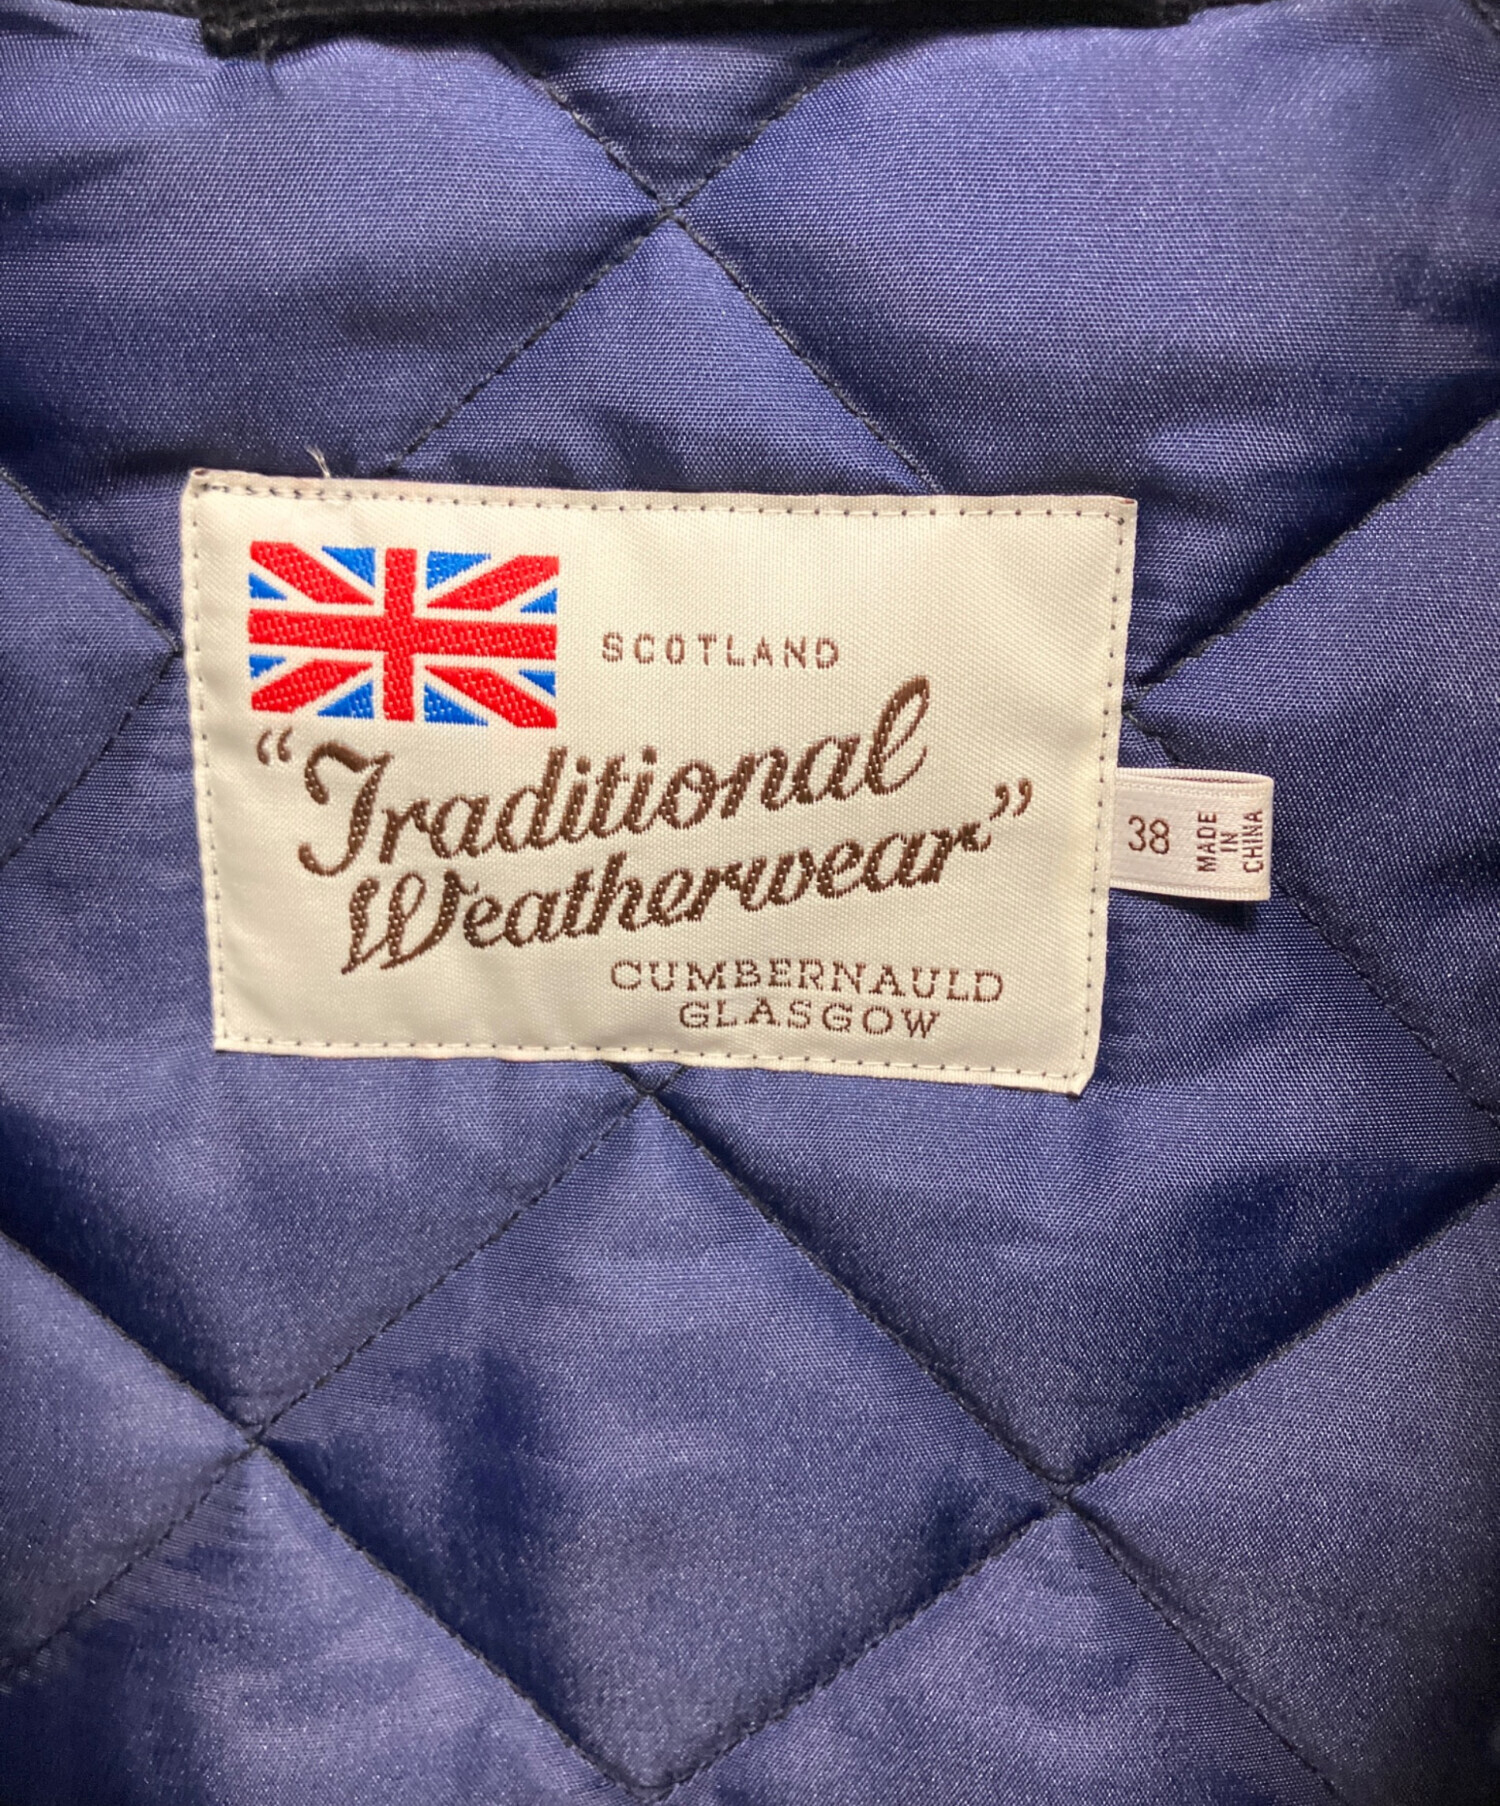 SCOTLAND
“Traditional
Weatherwear”
CUMBERNAULD
GLASGOW
38
MADE
IN
CHINA